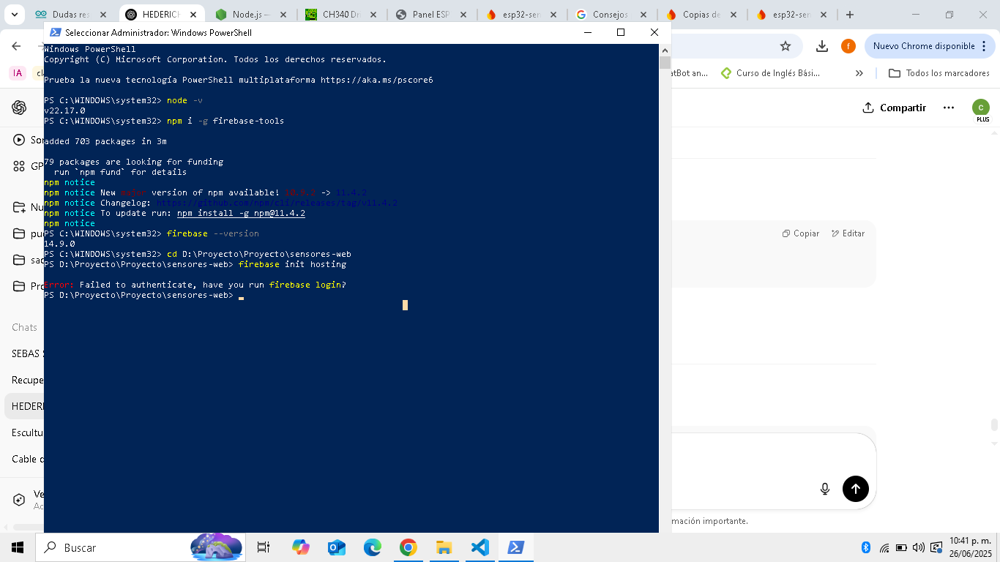 Dudas res
HEDERICH
Node.js —
CH340 Dri
Panel ESP
esp32-sen
Consejos
Copias de
esp32-sen
Seleccionar Administrador: Windows PowerShell
f
Nuevo Chrome disponible
IA
cl
atBot an...
Curso de Inglés Bási...
Todos los marcadores
Windows PowerShell
Copyright (C) Microsoft Corporation. Todos los derechos reservados.
Prueba la nueva tecnología PowerShell multiplataforma https://aka.ms/pscore6
PS C:\WINDOWS\system32> node -v
v22.17.0
PS C:\WINDOWS\system32> npm i -g firebase-tools
added 703 packages in 3m
79 packages are looking for funding
run `npm fund` for details
npm notice
npm notice New major version of npm available! -> 11.4.2
npm notice Changelog: https://github.com/npm/cli/releases/tag/v11.4.2
npm notice To update run: npm install -g npm@11.4.2
npm notice
PS C:\WINDOWS\system32> firebase --version
14.9.0
PS C:\WINDOWS\system32> cd D:\Proyecto\Proyecto\sensores-web
PS D:\Proyecto\Proyecto\sensores-web> firebase init hosting
Error: Failed to authenticate, have you run firebase login?
PS D:\Proyecto\Proyecto\sensores-web>
Compartir
C
PLUS
Sor
GP
Nu
pu
sac
Pro
Copiar
Editar
Chats
SEBAS S
Recupe
HEDERI
Escultu
Cable d
Ve
Ac
mación importante.
Buscar
10:41 p. m.
26/06/2025